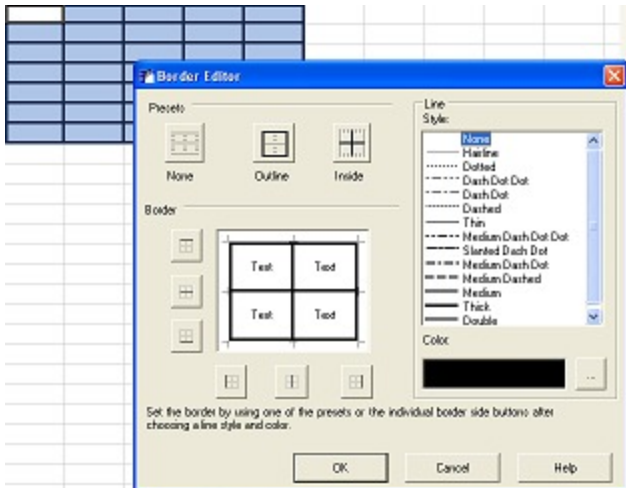 Border Editor
Presets
None
Outline
Inside
Border
Text
Text
Text
Text
Line
Style:
None
Hairline
Dotted
Dash Dot Dot
Dash Dot
Dashed
Thin
Medium Dash Dot Dot
Slanted Dash Dot
Medium Dash Dot
Medium Dashed
Medium
Thick
Double
Color:
...
Set the border by using one of the presets or the individual border side buttons after
choosing a line style and color.
OK
Cancel
Help